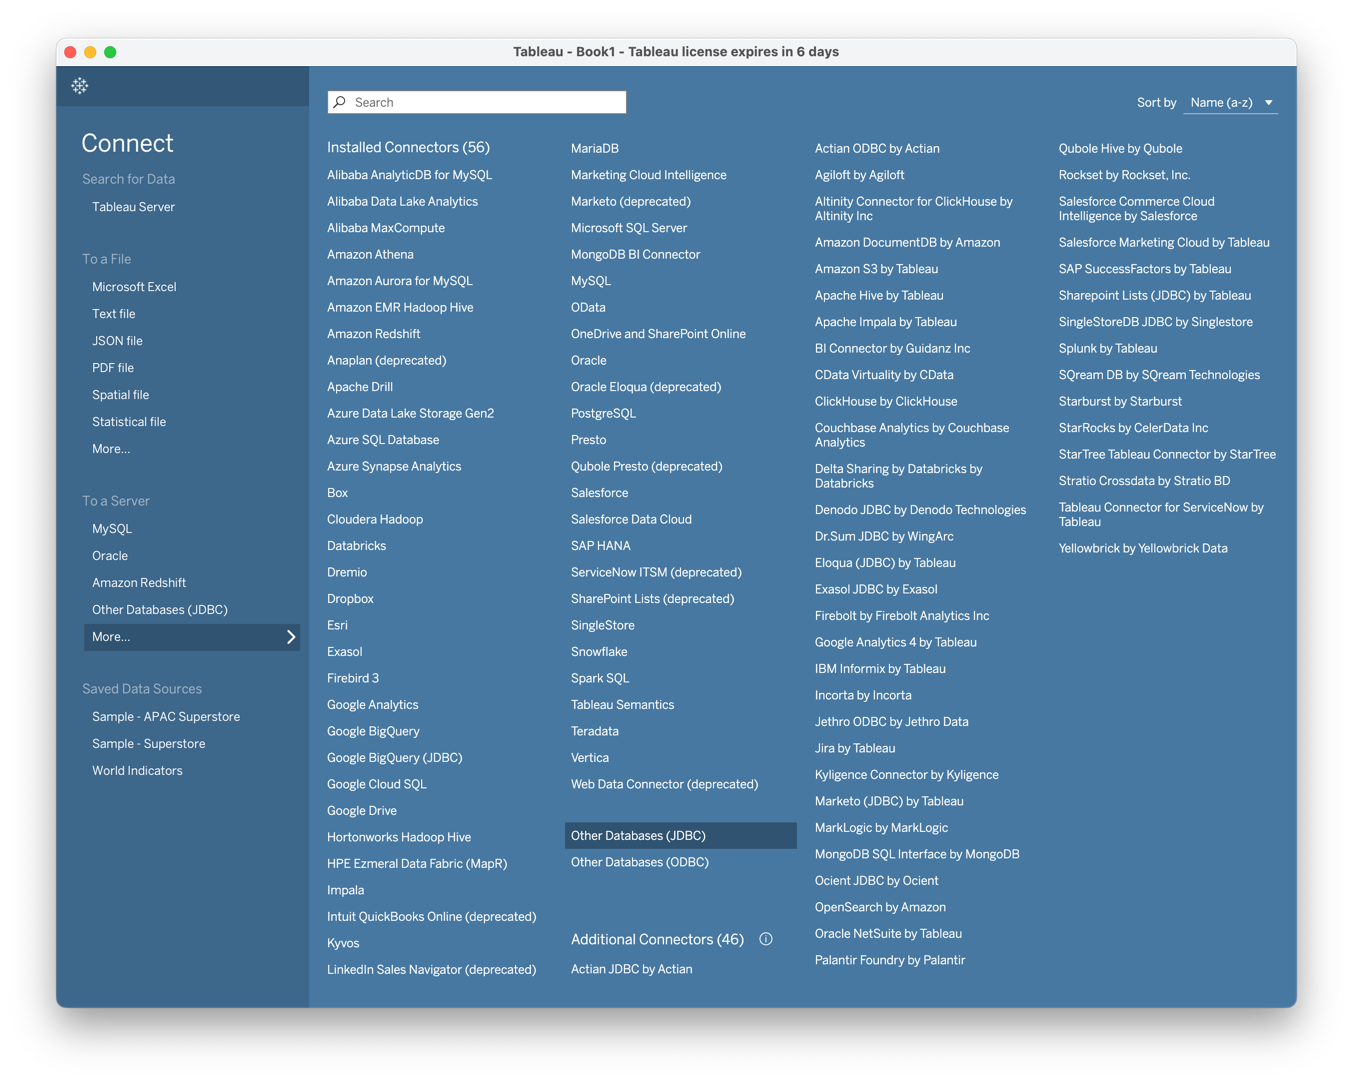 Tableau - Book1 - Tableau license expires in 6 days
Connect
Search for Data
Tableau Server
To a File
Microsoft Excel
Text file
JSON file
PDF file
Spatial file
Statistical file
More...
To a Server
MySQL
Oracle
Amazon Redshift
Other Databases (JDBC)
More...
Saved Data Sources
Sample - APAC Superstore
Sample - Superstore
World Indicators
Search
Sort by Name (a-z)
Installed Connectors (56)
Alibaba AnalyticDB for MySQL
Alibaba Data Lake Analytics
Alibaba MaxCompute
Amazon Athena
Amazon Aurora for MySQL
Amazon EMR Hadoop Hive
Amazon Redshift
Anaplan (deprecated)
Apache Drill
Azure Data Lake Storage Gen2
Azure SQL Database
Azure Synapse Analytics
Box
Cloudera Hadoop
Databricks
Dremio
Dropbox
Esri
Exasol
Firebird 3
Google Analytics
Google BigQuery
Google BigQuery (JDBC)
Google Cloud SQL
Google Drive
Hortonworks Hadoop Hive
HPE Ezmeral Data Fabric (MapR)
Impala
Intuit QuickBooks Online (deprecated)
Kyvos
LinkedIn Sales Navigator (deprecated)
MariaDB
Marketing Cloud Intelligence
Marketo (deprecated)
Microsoft SQL Server
MongoDB BI Connector
MySQL
OData
OneDrive and SharePoint Online
Oracle
Oracle Eloqua (deprecated)
PostgreSQL
Presto
Qubole Presto (deprecated)
Salesforce
Salesforce Data Cloud
SAP HANA
ServiceNow ITSM (deprecated)
SharePoint Lists (deprecated)
SingleStore
Snowflake
Spark SQL
Tableau Semantics
Teradata
Vertica
Web Data Connector (deprecated)
Other Databases (JDBC)
Other Databases (ODBC)
Additional Connectors (46)
Actian JDBC by Actian
Actian ODBC by Actian
Agiloft by Agiloft
Altinity Connector for ClickHouse by
Altinity Inc
Amazon DocumentDB by Amazon
Amazon S3 by Tableau
Apache Hive by Tableau
Apache Impala by Tableau
BI Connector by Guidanz Inc
CData Virtuality by CData
ClickHouse by ClickHouse
Couchbase Analytics by Couchbase
Analytics
Delta Sharing by Databricks by
Databricks
Denodo JDBC by Denodo Technologies
Dr.Sum JDBC by WingArc
Eloqua (JDBC) by Tableau
Exasol JDBC by Exasol
Firebolt by Firebolt Analytics Inc
Google Analytics 4 by Tableau
IBM Informix by Tableau
Incorta by Incorta
Jethro ODBC by Jethro Data
Jira by Tableau
Kyligence Connector by Kyligence
Marketo (JDBC) by Tableau
MarkLogic by MarkLogic
MongoDB SQL Interface by MongoDB
Ocient JDBC by Ocient
OpenSearch by Amazon
Oracle NetSuite by Tableau
Palantir Foundry by Palantir
Qubole Hive by Qubole
Rockset by Rockset, Inc.
Salesforce Commerce Cloud
Intelligence by Salesforce
Salesforce Marketing Cloud by Tableau
SAP SuccessFactors by Tableau
Sharepoint Lists (JDBC) by Tableau
SingleStoreDB JDBC by Singlestore
Splunk by Tableau
SQream DB by SQream Technologies
Starburst by Starburst
StarRocks by CelerData Inc
StarTree Tableau Connector by StarTree
Stratio Crossdata by Stratio BD
Tableau Connector for ServiceNow by
Tableau
Yellowbrick by Yellowbrick Data